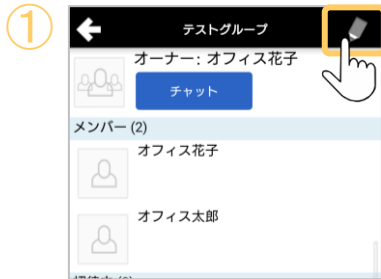 ①
テストグループ
オーナー: オフィス花子
チャット
メンバー (2)
オフィス花子
オフィス太郎